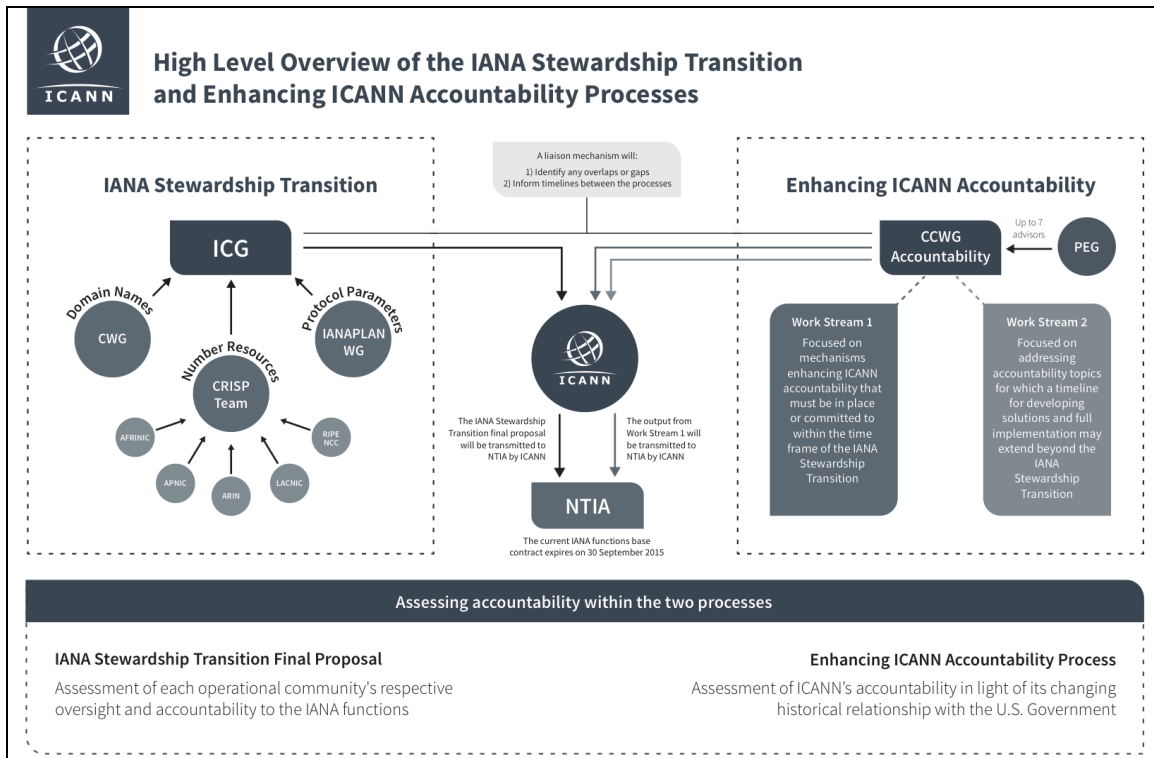 ICANN
High Level Overview of the IANA Stewardship Transition
and Enhancing ICANN Accountability Processes
IANA Stewardship Transition
ICG
Domain Names
CWG
Number Resources
CRISP
Team
Protocol Parameters
IANAPLAN
WG
AFRINIC
APNIC
ARIN
LACNIC
RIPE
NCC
A liaison mechanism will:
1) Identify any overlaps or gaps
2) Inform timelines between the processes
ICANN
The IANA Stewardship
Transition final proposal
will be transmitted to
NTIA by ICANN
The output from
Work Stream 1 will
be transmitted to
NTIA by ICANN
NTIA
The current IANA functions base
contract expires on 30 September 2015
Enhancing ICANN Accountability
CCWG
Accountability
Up to 7
advisors
PEG
Work Stream 1
Focused on
mechanisms
enhancing ICANN
accountability that
must be in place
or committed to
within the time
frame of the IANA
Stewardship
Transition
Work Stream 2
Focused on
addressing
accountability topics
for which a timeline
for developing
solutions and full
implementation may
extend beyond the
IANA
Stewardship
Transition
Assessing accountability within the two processes
IANA Stewardship Transition Final Proposal
Assessment of each operational community's respective
oversight and accountability to the IANA functions
Enhancing ICANN Accountability Process
Assessment of ICANN’s accountability in light of its changing
historical relationship with the U.S. Government